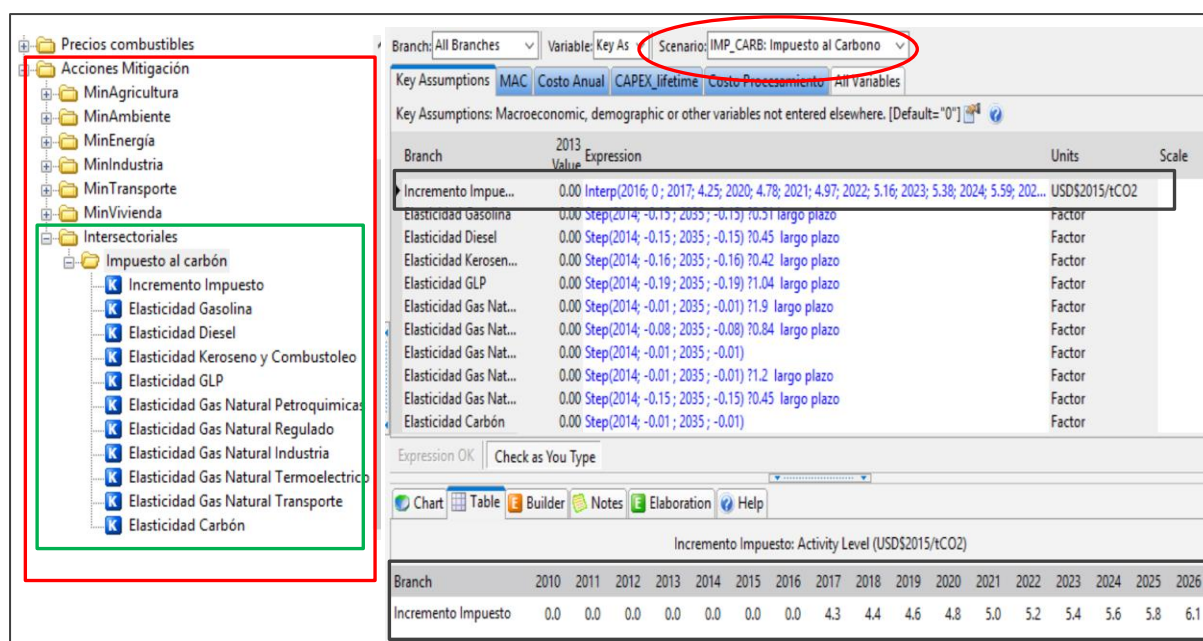 Precios combustibles
Acciones Mitigación
MinAgricultura
MinAmbiente
MinEnergía
MinIndustria
MinTransporte
MinVivienda
Intersectoriales
Impuesto al carbón
K Incremento Impuesto
K Elasticidad Gasolina
K Elasticidad Diesel
K Elasticidad Keroseno y Combustoleo
K Elasticidad GLP
K Elasticidad Gas Natural Petroquimicas
K Elasticidad Gas Natural Regulado
K Elasticidad Gas Natural Industria
K Elasticidad Gas Natural Termoelectrico
K Elasticidad Gas Natural Transporte
K Elasticidad Carbón
Branch: All Branches Variable: Key As Scenario: IMP_CARB: Impuesto al Carbono
Key Assumptions MAC Costo Anual CAPEX_lifetime Costo Procesamiento All Variables
Key Assumptions: Macroeconomic, demographic or other variables not entered elsewhere. [Default="0"]
Branch 2013 Value Expression Units Scale
Incremento Impue... 0.00 Interp(2016; 0 ; 2017; 4.25; 2020; 4.78; 2021; 4.97; 2022; 5.16; 2023; 5.38; 2024; 5.59; 202... USD$2015/tCO2
Elasticidad Gasolina 0.00 Step(2014; -0.15 ; 2035 ; -0.15) ?0.51 largo plazo Factor
Elasticidad Diesel 0.00 Step(2014; -0.15 ; 2035 ; -0.15) ?0.45 largo plazo Factor
Elasticidad Kerosen... 0.00 Step(2014; -0.16 ; 2035 ; -0.16) ?0.42 largo plazo Factor
Elasticidad GLP 0.00 Step(2014; -0.19 ; 2035 ; -0.19) ?1.04 largo plazo Factor
Elasticidad Gas Nat... 0.00 Step(2014; -0.01 ; 2035 ; -0.01) ?1.9 largo plazo Factor
Elasticidad Gas Nat... 0.00 Step(2014; -0.08 ; 2035 ; -0.08) ?0.84 largo plazo Factor
Elasticidad Gas Nat... 0.00 Step(2014; -0.01 ; 2035 ; -0.01) Factor
Elasticidad Gas Nat... 0.00 Step(2014; -0.01 ; 2035 ; -0.01) ?1.2 largo plazo Factor
Elasticidad Gas Nat... 0.00 Step(2014; -0.15 ; 2035 ; -0.15) ?0.45 largo plazo Factor
Elasticidad Carbón 0.00 Step(2014; -0.01 ; 2035 ; -0.01) Factor
Expression OK Check as You Type
Chart Table Builder Notes Elaboration Help
Incremento Impuesto: Activity Level (USD$2015/tCO2)
Branch 2010 2011 2012 2013 2014 2015 2016 2017 2018 2019 2020 2021 2022 2023 2024 2025 2026
Incremento Impuesto 0.0 0.0 0.0 0.0 0.0 0.0 0.0 4.3 4.4 4.6 4.8 5.0 5.2 5.4 5.6 5.8 6.1